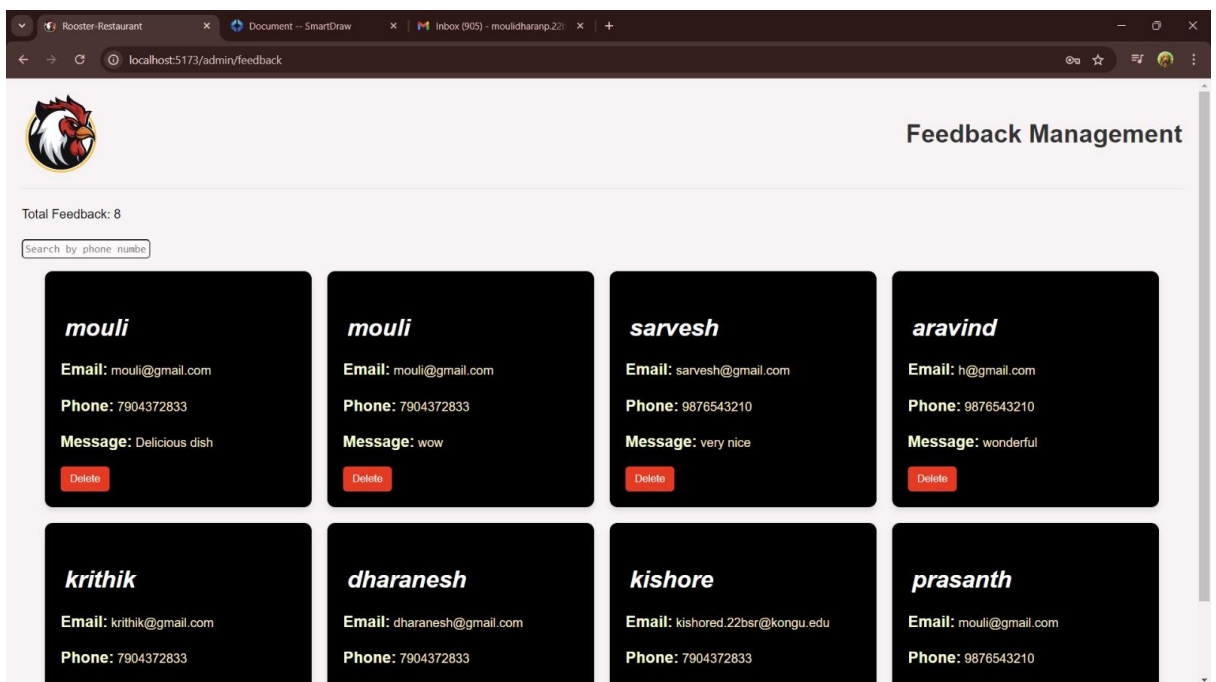 Rooster-Restaurant
Document -- SmartDraw
Inbox (905) - moulidharanp.22b
localhost:5173/admin/feedback
Feedback Management
Total Feedback: 8
Search by phone numbe
mouli
Email: mouli@gmail.com
Phone: 7904372833
Message: Delicious dish
Delete
mouli
Email: mouli@gmail.com
Phone: 7904372833
Message: wow
Delete
sarvesh
Email: sarvesh@gmail.com
Phone: 9876543210
Message: very nice
Delete
aravind
Email: h@gmail.com
Phone: 9876543210
Message: wonderful
Delete
krithik
Email: krithik@gmail.com
Phone: 7904372833
dharanesh
Email: dharanesh@gmail.com
Phone: 7904372833
kishore
Email: kishored.22bsr@kongu.edu
Phone: 7904372833
prasanth
Email: mouli@gmail.com
Phone: 9876543210